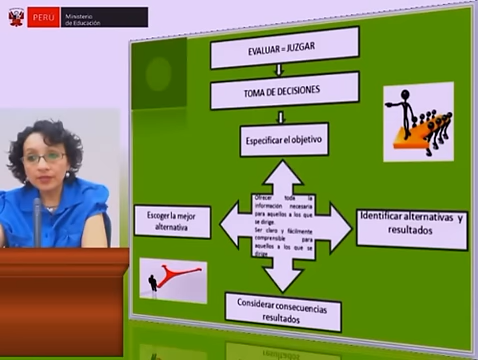 PERÚ
Ministerio
de Educación
EVALUAR = JUZGAR
TOMA DE DECISIONES
Especificar el objetivo
Ofrecer toda la
información necesaria
para aquellos a los que
se dirige.
Ser claro y fácilmente
comprensible para
aquellos a los que se
dirige
Escoger la mejor
alternativa
Identificar alternativas y
resultados
Considerar consecuencias
resultados